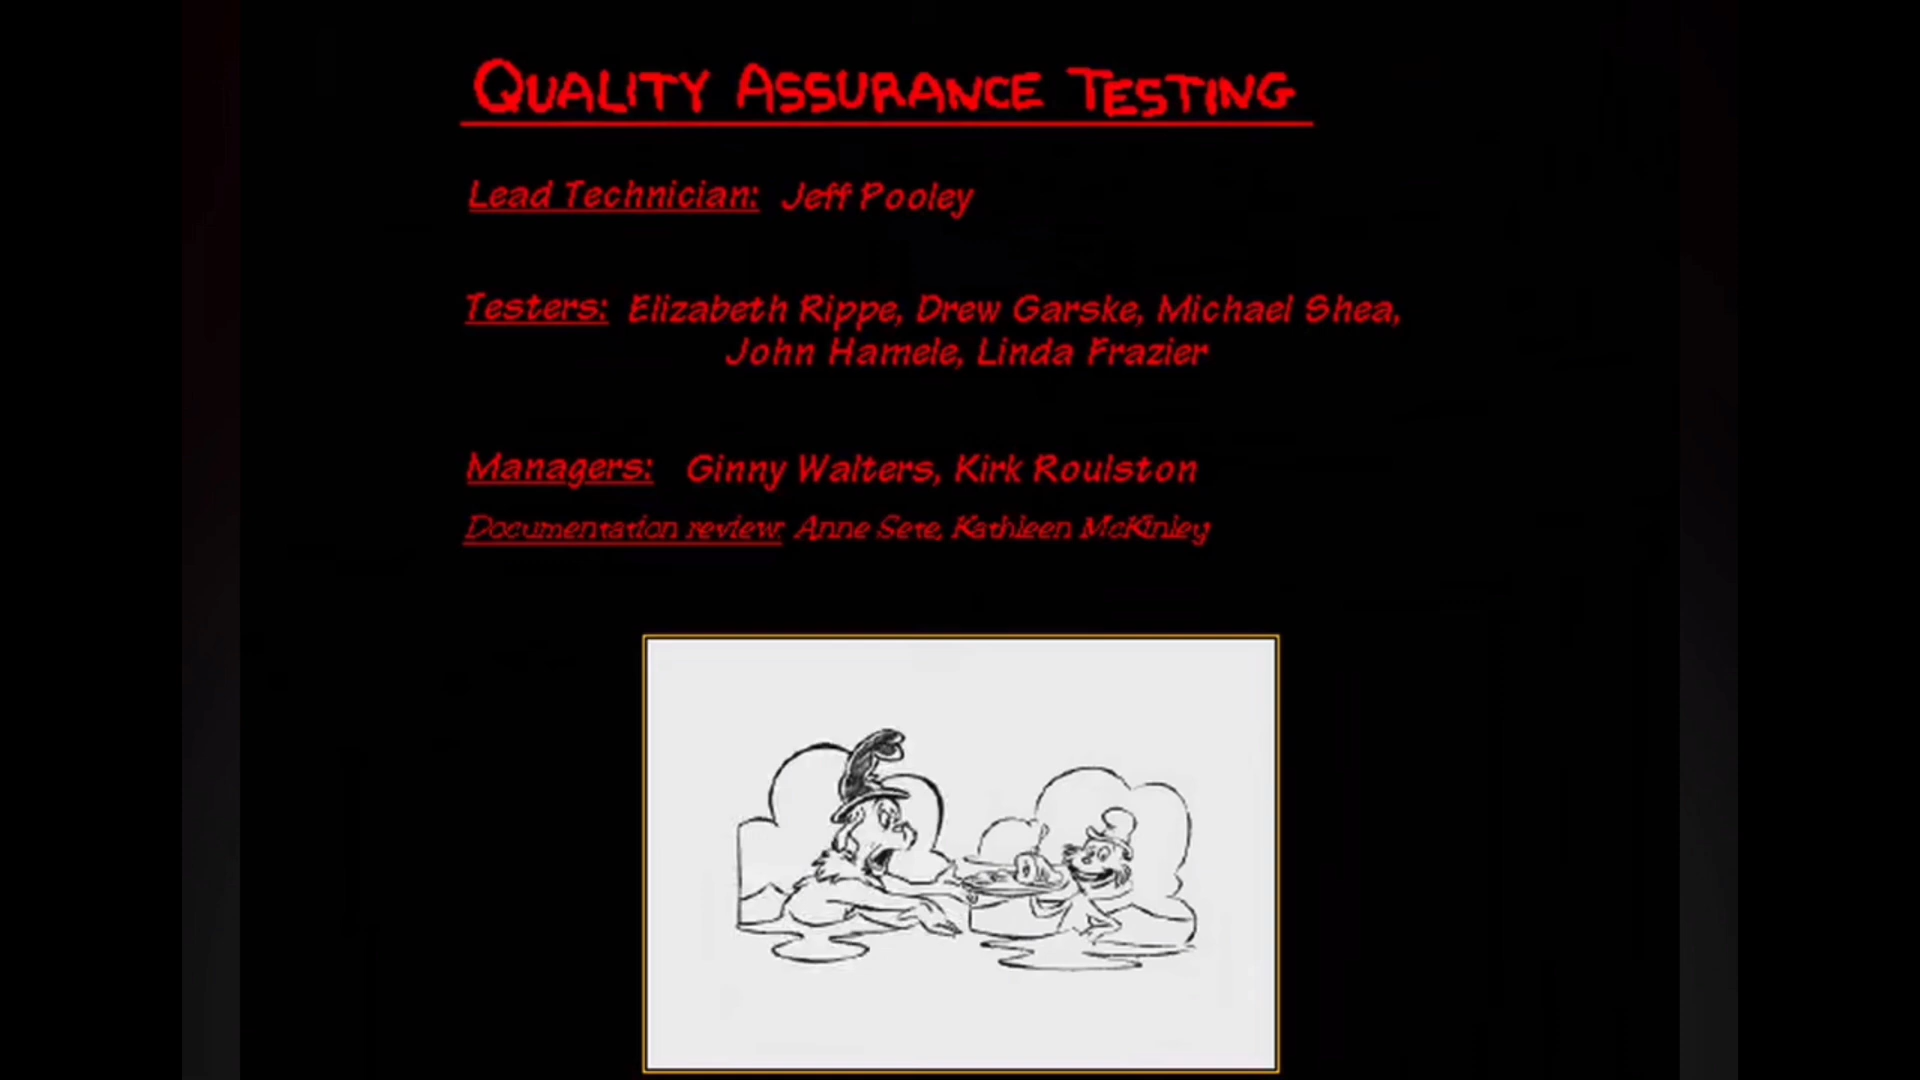 Quality Assurance Testing
Lead Technician: Jeff Pooley
Testers: Elizabeth Rippe, Drew Garske, Michael Shea,
John Hamele, Linda Frazier
Managers: Ginny Walters, Kirk Roulston
Documentation review: Anne Sete, Kathleen McKinley